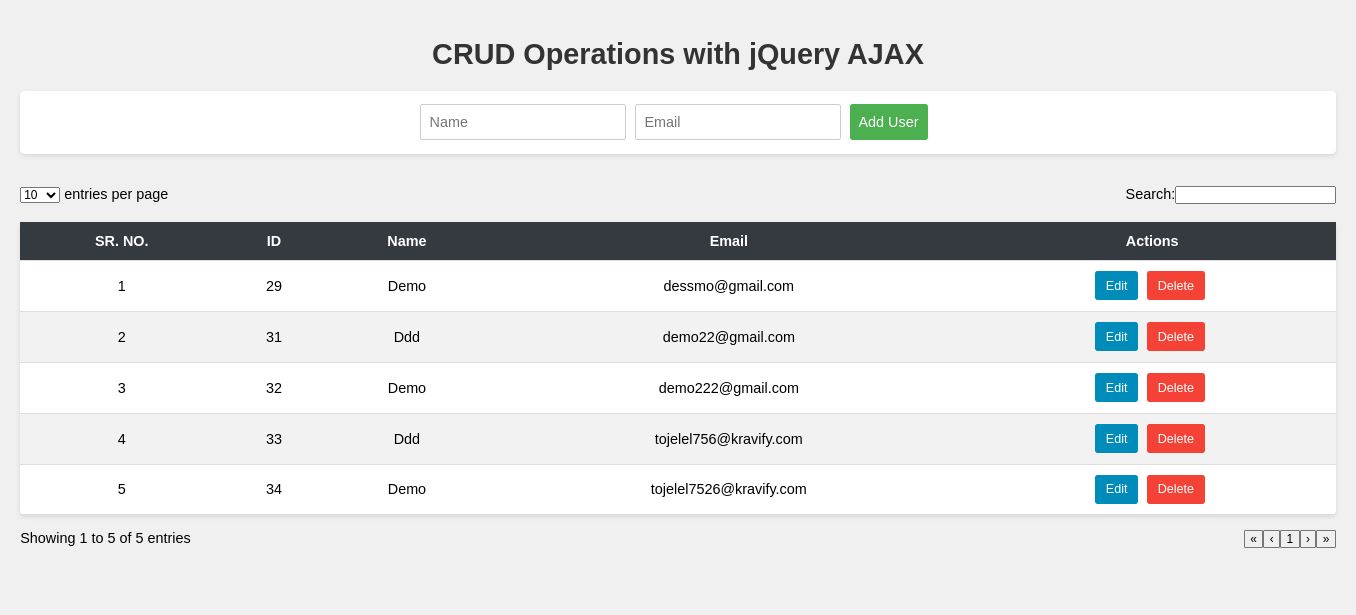 CRUD Operations with jQuery AJAX
Name Email Add User
10 entries per page Search:
SR. NO. ID Name Email Actions
1 29 Demo dessmo@gmail.com Edit Delete
2 31 Ddd demo22@gmail.com Edit Delete
3 32 Demo demo222@gmail.com Edit Delete
4 33 Ddd tojelel756@kravify.com Edit Delete
5 34 Demo tojelel7526@kravify.com Edit Delete
Showing 1 to 5 of 5 entries « ‹ 1 › »